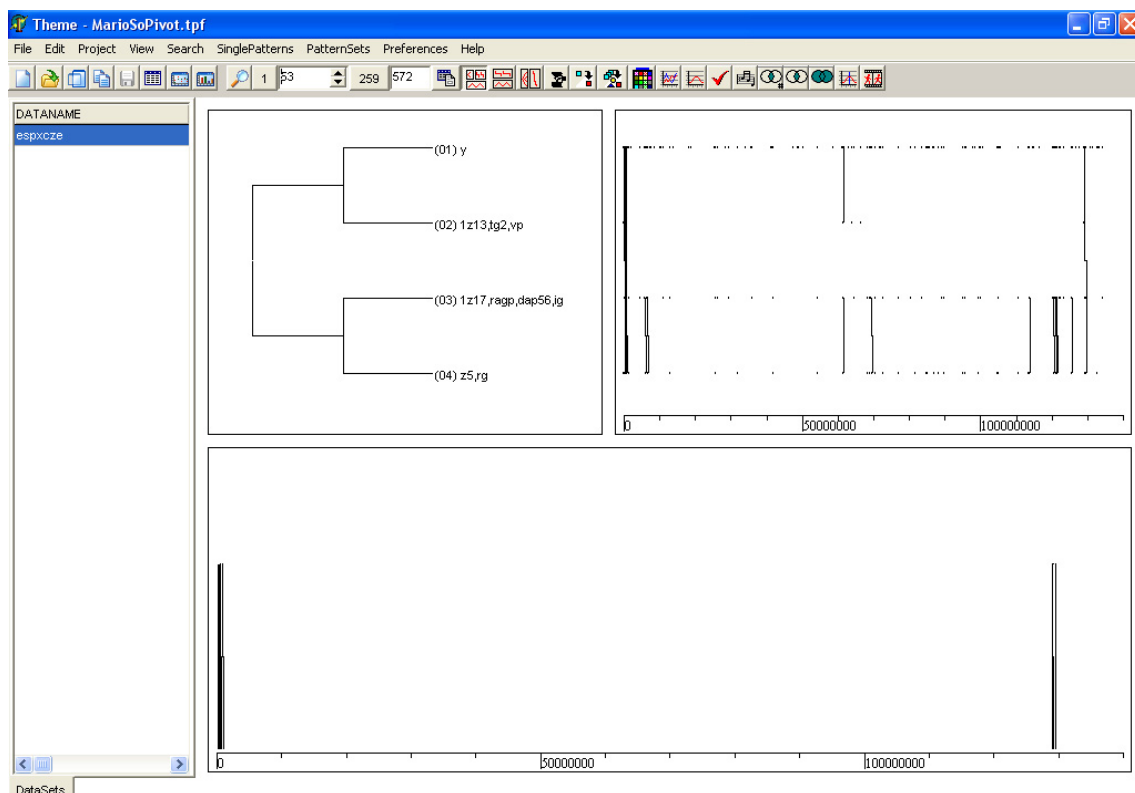 Theme - MarioSoPivot.tpf
File Edit Project View Search SinglePatterns PatternSets Preferences Help
1 53 259 572
DATANAME
espxcze
(01) y
(02) 1z13,tg2,vp
(03) 1z17,ragp,dap56,ig
(04) z5,rg
0 50000000 100000000
0 50000000 100000000
DataSets